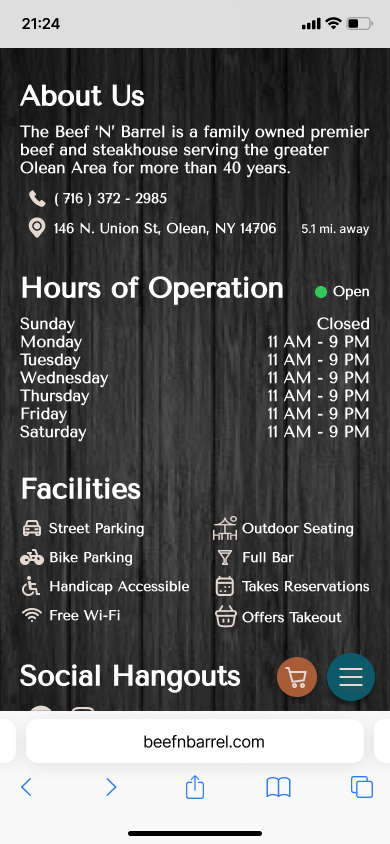 21:24
About Us
The Beef ‘N’ Barrel is a family owned premier
beef and steakhouse serving the greater
Olean Area for more than 40 years.
( 716 ) 372 - 2985
146 N. Union St, Olean, NY 14706 5.1 mi. away
Hours of Operation Open
Sunday Closed
Monday 11 AM - 9 PM
Tuesday 11 AM - 9 PM
Wednesday 11 AM - 9 PM
Thursday 11 AM - 9 PM
Friday 11 AM - 9 PM
Saturday 11 AM - 9 PM
Facilities
Street Parking Outdoor Seating
Bike Parking Full Bar
Handicap Accessible Takes Reservations
Free Wi-Fi Offers Takeout
Social Hangouts
beefnbarrel.com